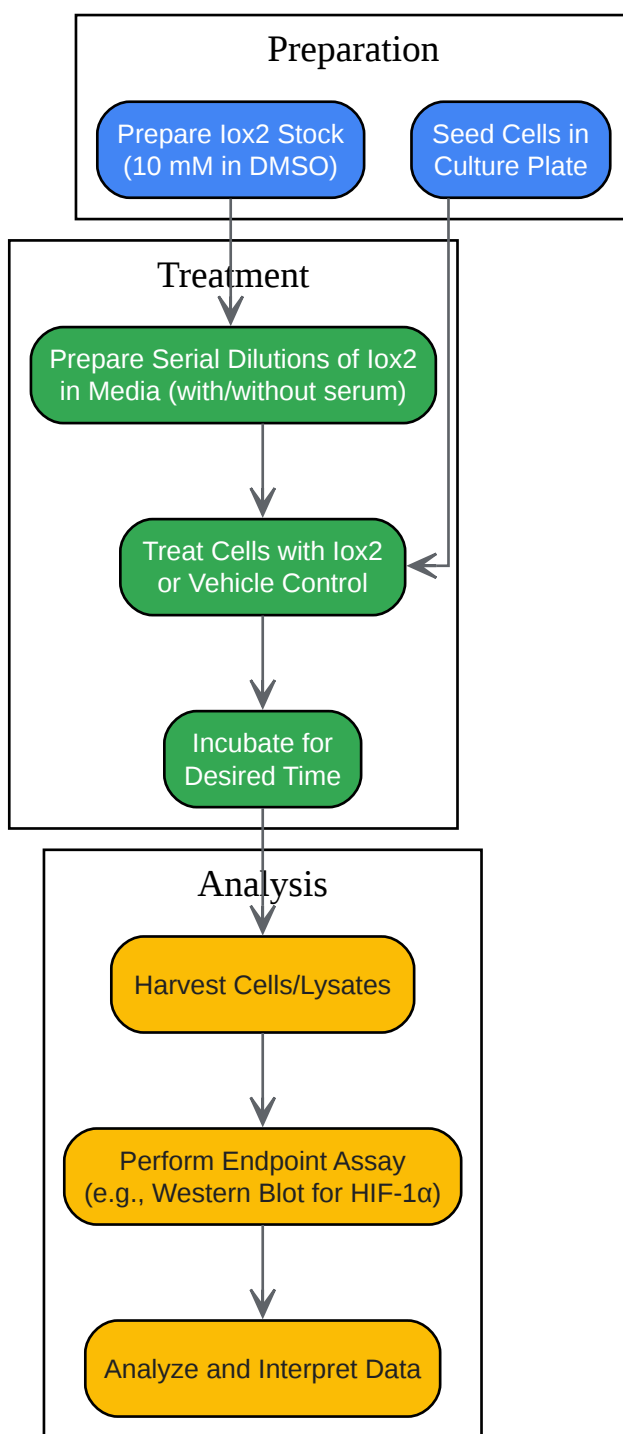 Preparation
Prepare Iox2 Stock
(10 mM in DMSO)
Seed Cells in
Culture Plate
Treatment
Prepare Serial Dilutions of Iox2
in Media (with/without serum)
Treat Cells with Iox2
or Vehicle Control
Incubate for
Desired Time
Analysis
Harvest Cells/Lysates
Perform Endpoint Assay
(e.g., Western Blot for HIF-1α)
Analyze and Interpret Data